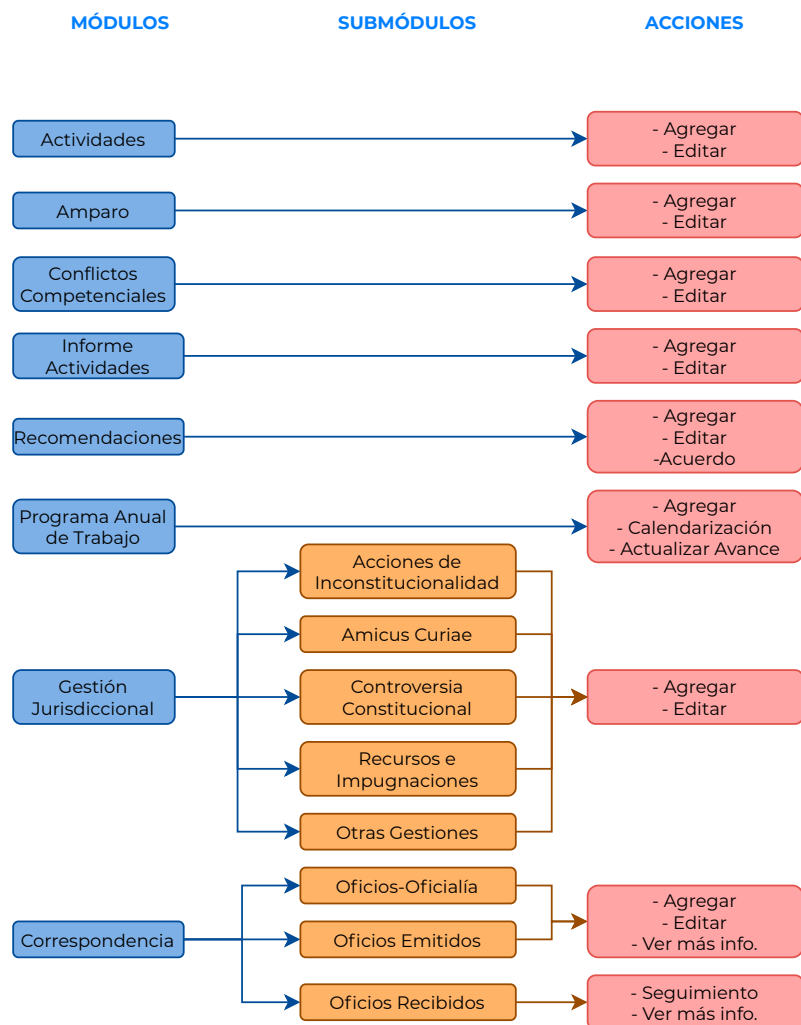 MÓDULOS
SUBMÓDULOS
ACCIONES
Actividades
- Agregar
- Editar
Amparo
- Agregar
- Editar
Conflictos
Competenciales
- Agregar
- Editar
Informe
Actividades
- Agregar
- Editar
Recomendaciones
- Agregar
- Editar
-Acuerdo
Programa Anual
de Trabajo
- Agregar
- Calendarización
- Actualizar Avance
Gestión
Jurisdiccional
Acciones de
Inconstitucionalidad
Amicus Curiae
Controversia
Constitucional
Recursos e
Impugnaciones
Otras Gestiones
- Agregar
- Editar
Correspondencia
Oficios-Oficialía
Oficios Emitidos
- Agregar
- Editar
- Ver más info.
Oficios Recibidos
- Seguimiento
- Ver más info.